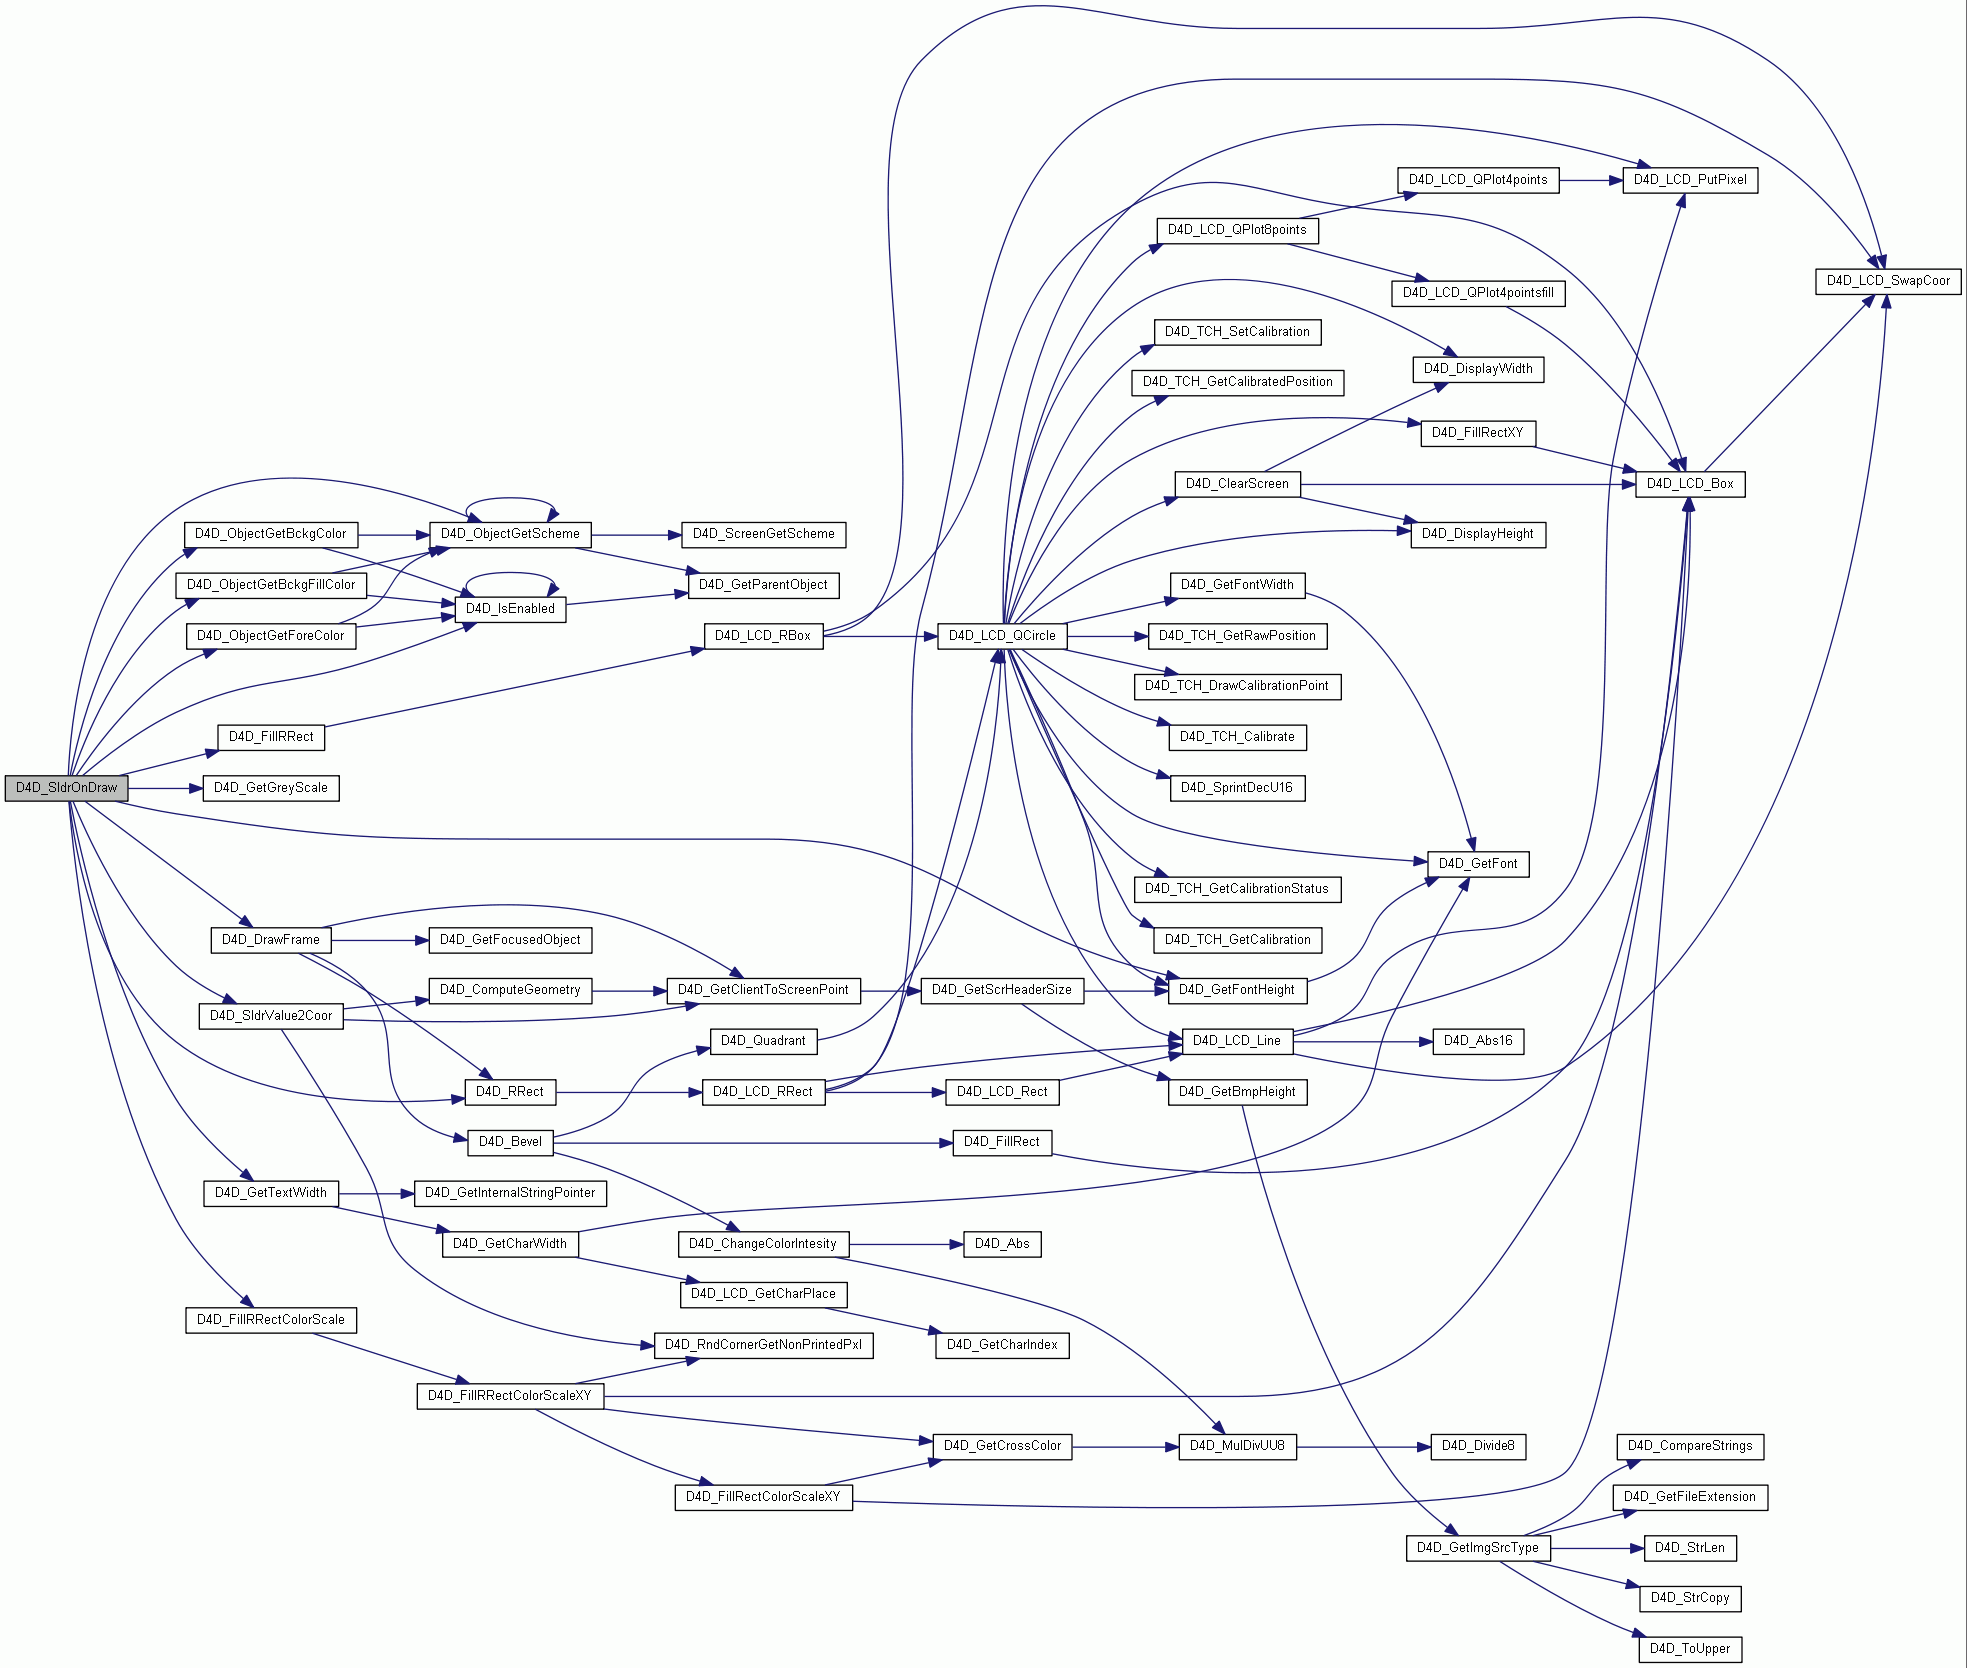 D4D_LCD_QPlot4points
D4D_LCD_PutPixel
D4D_LCD_QPlot8points
D4D_LCD_SwapCoor
D4D_LCD_QPlot4pointsfill
D4D_TCH_SetCalibration
D4D_DisplayWidth
D4D_TCH_GetCalibratedPosition
D4D_FillRectXY
D4D_ClearScreen
D4D_LCD_Box
D4D_ObjectGetBckgColor
D4D_ObjectGetScheme
D4D_ScreenGetScheme
D4D_DisplayHeight
D4D_ObjectGetBckgFillColor
D4D_GetParentObject
D4D_GetFontWidth
D4D_IsEnabled
D4D_ObjectGetForeColor
D4D_LCD_RBox
D4D_LCD_QCircle
D4D_TCH_GetRawPosition
D4D_TCH_DrawCalibrationPoint
D4D_FillRRect
D4D_TCH_Calibrate
D4D_SldrOnDraw
D4D_GetGreyScale
D4D_SprintDecU16
D4D_GetFont
D4D_TCH_GetCalibrationStatus
D4D_DrawFrame
D4D_GetFocusedObject
D4D_TCH_GetCalibration
D4D_ComputeGeometry
D4D_GetClientToScreenPoint
D4D_GetScrHeaderSize
D4D_GetFontHeight
D4D_SldrValue2Coor
D4D_Quadrant
D4D_LCD_Line
D4D_Abs16
D4D_RRect
D4D_LCD_RRect
D4D_LCD_Rect
D4D_GetBmpHeight
D4D_Bevel
D4D_FillRect
D4D_GetTextWidth
D4D_GetInternalStringPointer
D4D_GetCharWidth
D4D_ChangeColorIntesity
D4D_Abs
D4D_LCD_GetCharPlace
D4D_FillRRectColorScale
D4D_RndCornerGetNonPrintedPxl
D4D_GetCharIndex
D4D_FillRRectColorScaleXY
D4D_GetCrossColor
D4D_MulDivUU8
D4D_Divide8
D4D_CompareStrings
D4D_FillRectColorScaleXY
D4D_GetFileExtension
D4D_GetImgSrcType
D4D_StrLen
D4D_StrCopy
D4D_ToUpper